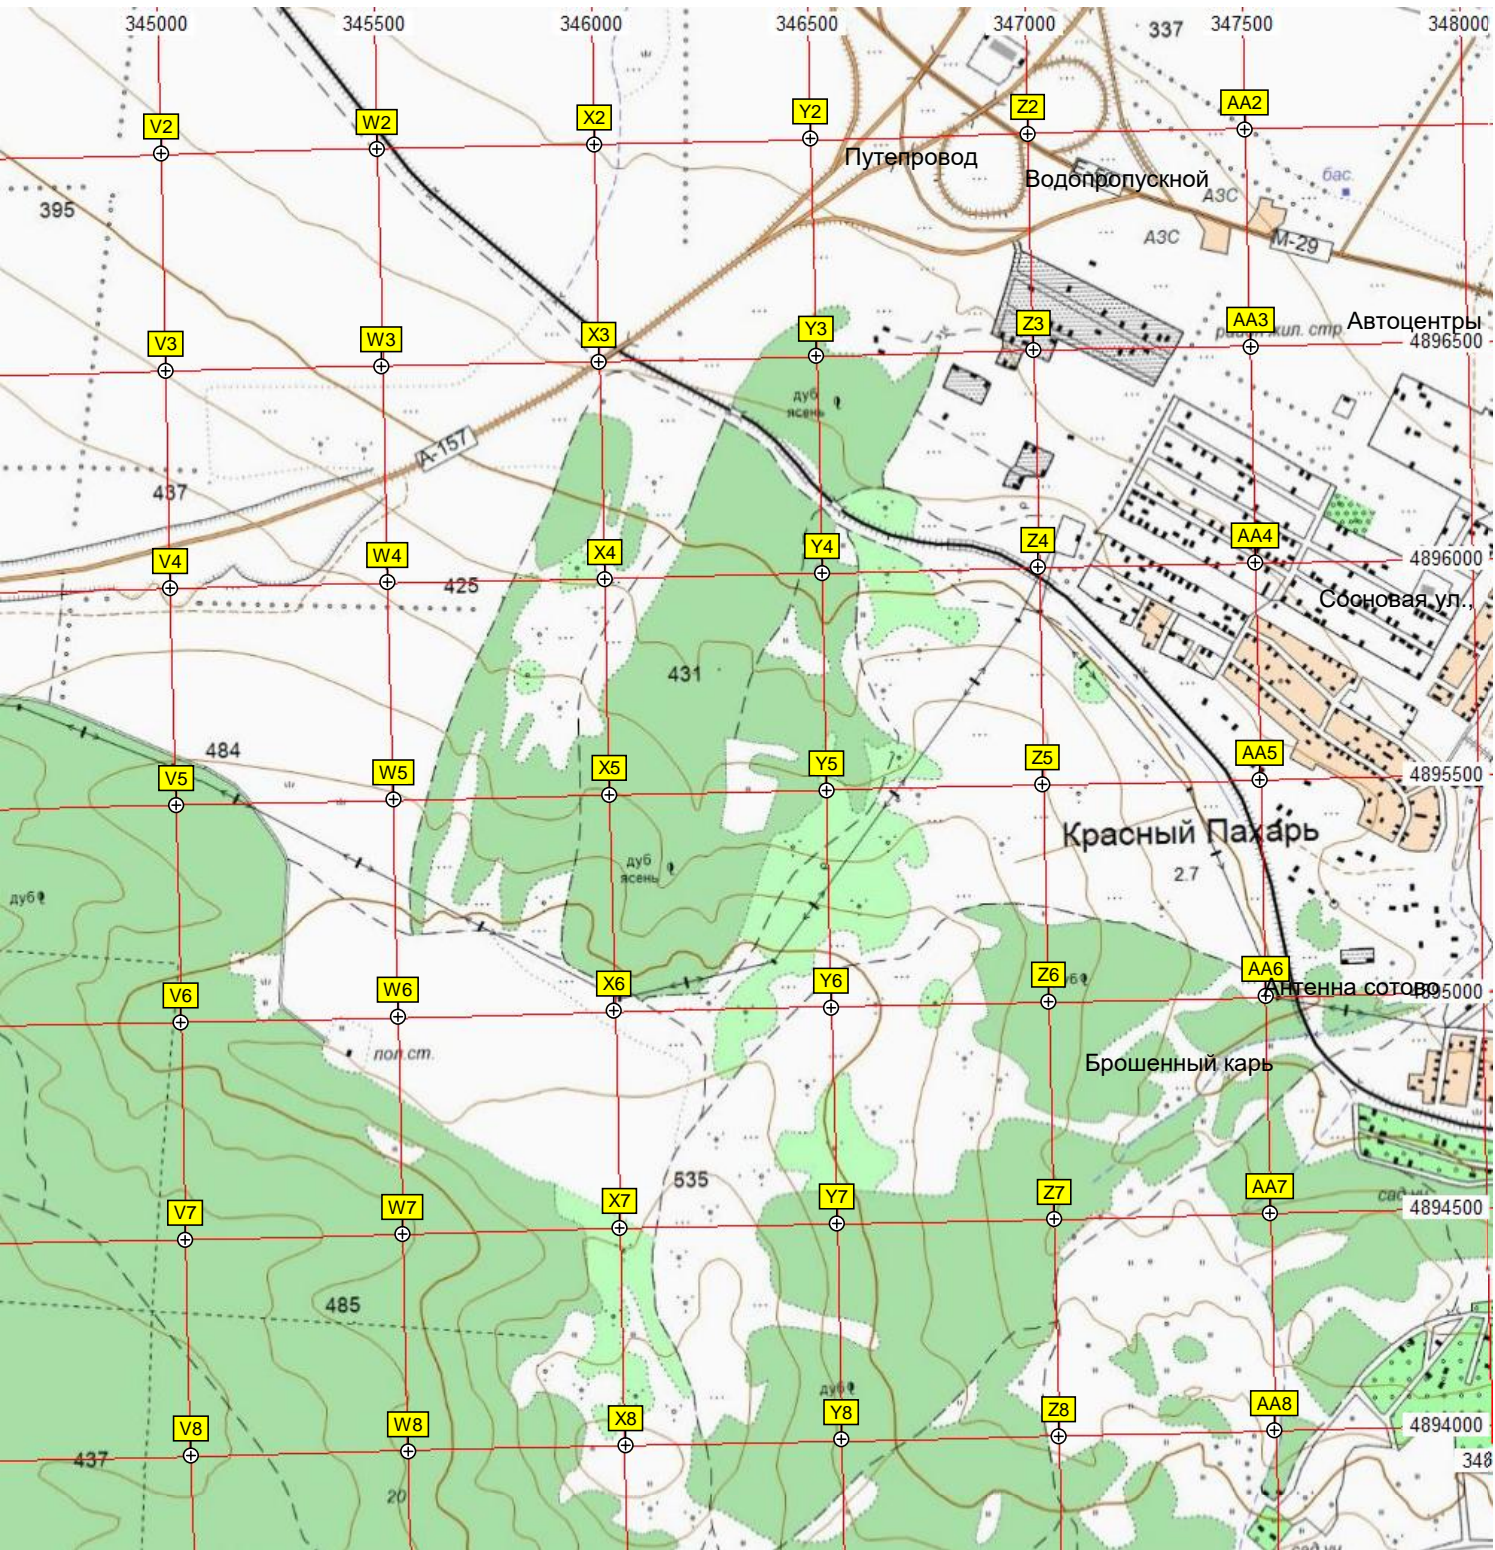 345000 345500 346000 346500 347000 347500 348000
337
V2 W2 X2 Y2 Z2 AA2
Путепровод
Водопропускной
бас.
АЗС
395
АЗС
М-29
V3 W3 X3 Y3 Z3 AA3
Автоцентры
4896500
дуб
ясень
А-157
437
V4 W4 X4 Y4 Z4 AA4
4896000
425
Сосновая ул.,
431
484
V5 W5 X5 Y5 Z5 AA5
4895500
Красный Пахарь
2.7
дуб
ясень
дуб
V6 W6 X6 Y6 Z6 AA6
Антенна сотово
4895000
пол.ст.
Брошенный карь
535
V7 W7 X7 Y7 Z7 AA7
4894500
485
дуб
V8 W8 X8 Y8 Z8 AA8
4894000
437
348
20